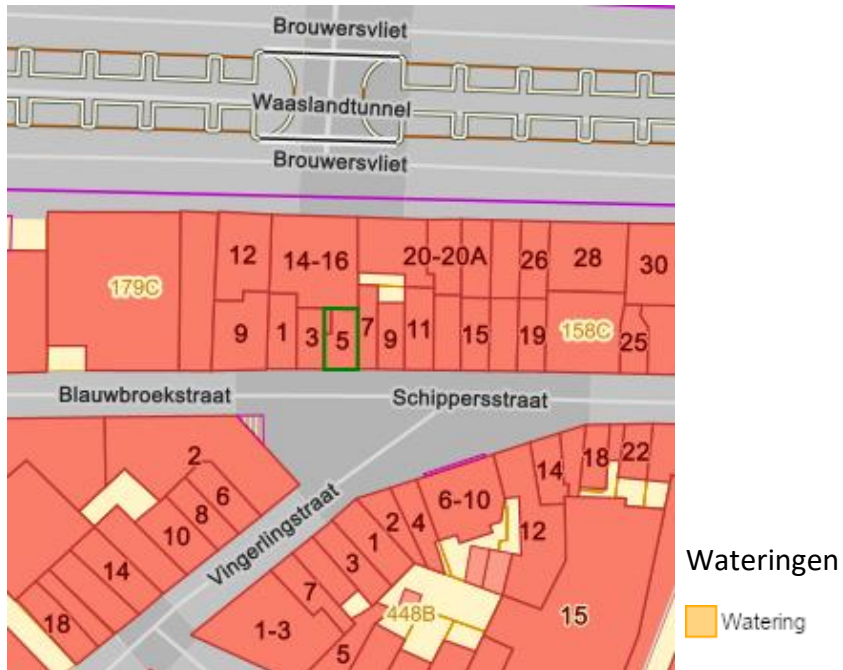 Brouwersvliet
Waaslandtunnel
Brouwersvliet
12
14-16
20-20A
26
28
30
179C
9
1
3
5
7
9
11
15
19
158C
25
Blauwbroekstraat
Schippersstraat
2
6
8
10
14
18
Vingerlingstraat
6-10
14
18
22
2
4
12
1
3
7
1-3
5
448B
15
Wateringen
Watering